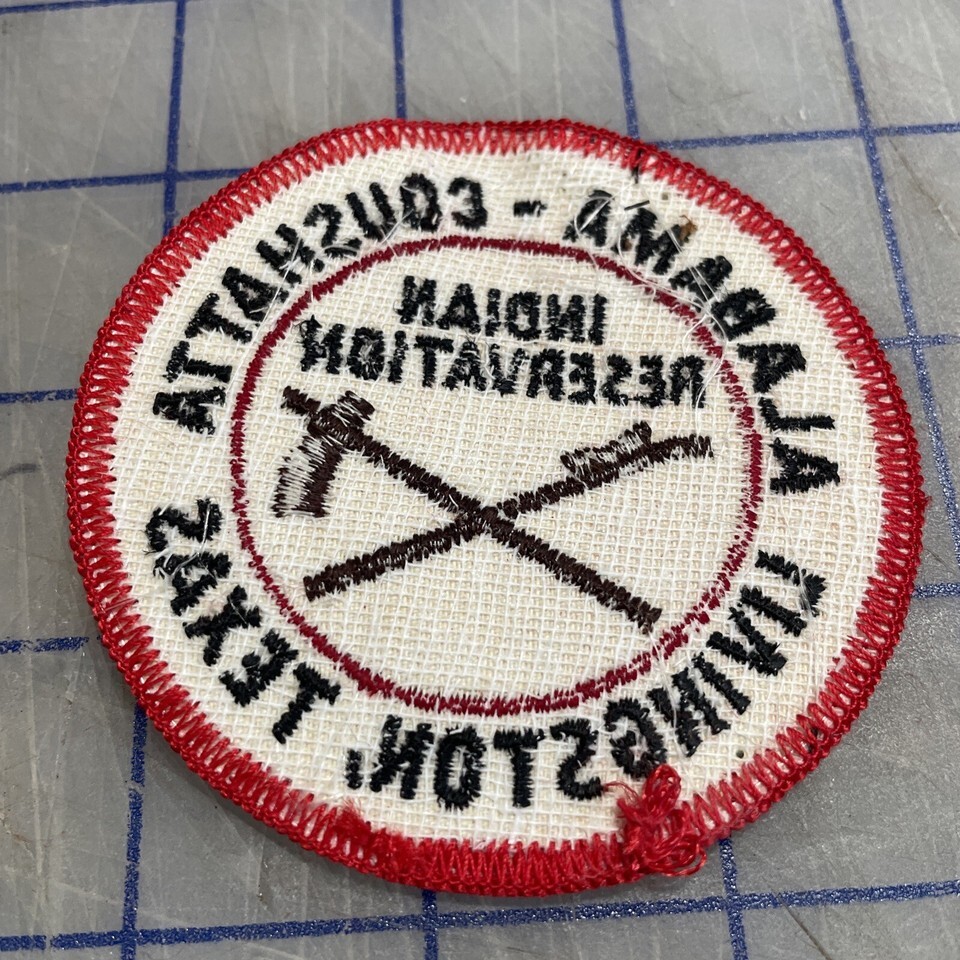 ALABAMA - COUSHATTA
INDIAN
RESERVATION
LIVINGSTON, TEXAS